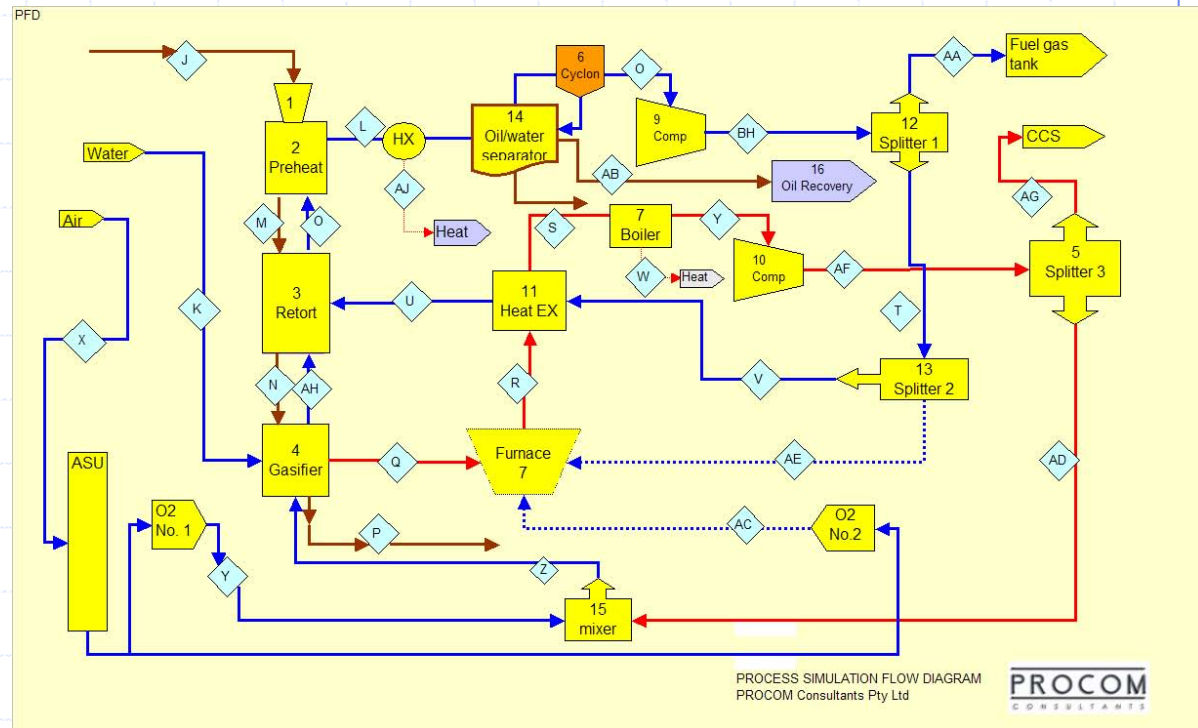 PFD
J
1
2
Preheat
L
HX
AJ
Heat
6
Cyclon
O
14
Oil/water
separator
9
Comp
BH
12
Splitter 1
AA
Fuel gas
tank
CCS
AG
AB
16
Oil Recovery
Water
Air
M
O
S
7
Boiler
Y
W
Heat
10
Comp
AF
5
Splitter 3
3
Retort
U
11
Heat EX
T
K
X
V
13
Splitter 2
N
AH
R
4
Gasifier
Q
Furnace
7
AE
AD
ASU
O2
No. 1
P
AC
O2
No.2
Y
Z
15
mixer
PROCESS SIMULATION FLOW DIAGRAM
PROCOM Consultants Pty Ltd
PROCOM
CONSULTANTS